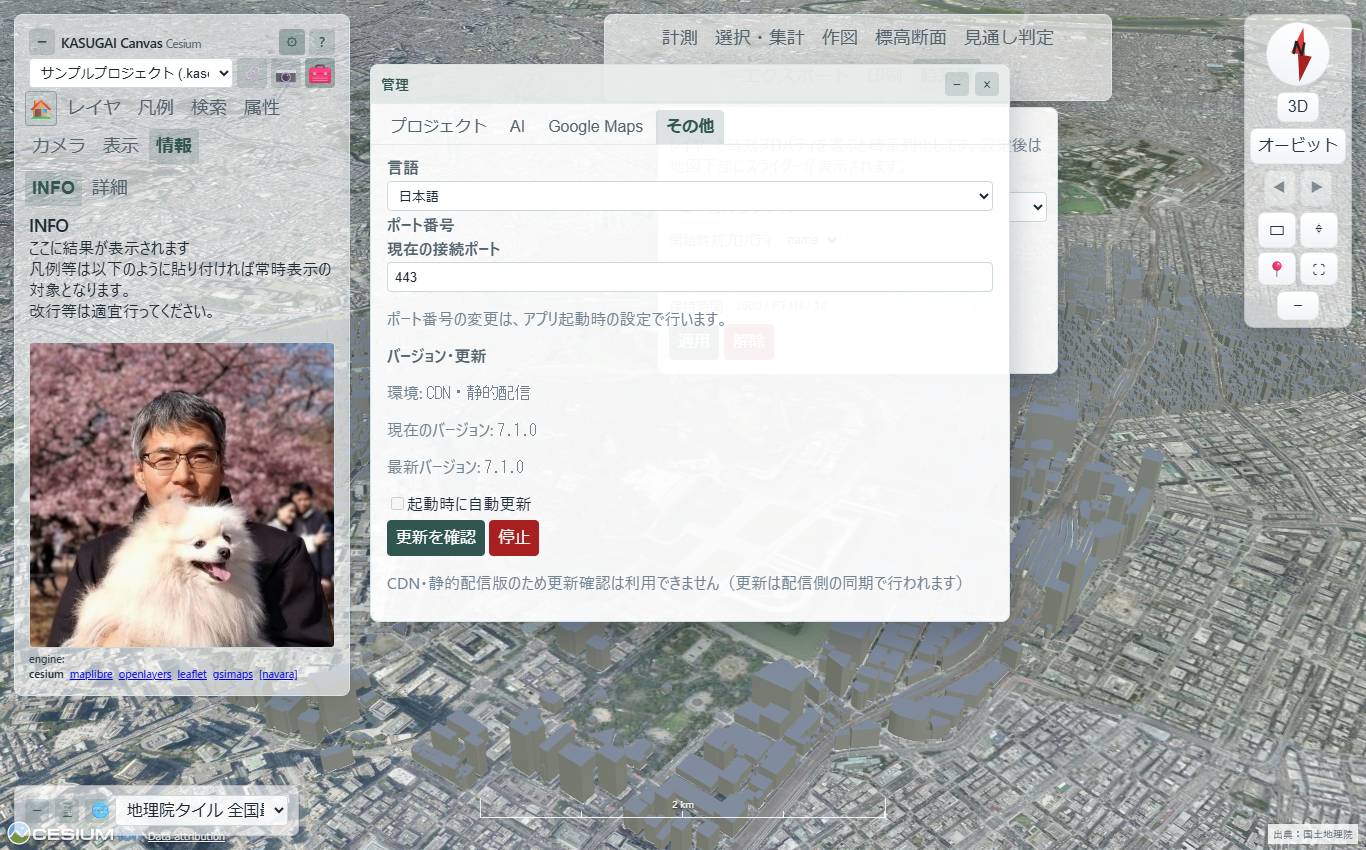 KASUGAI Canvas Cesium
?
サンプルプロジェクト (.kas
レイヤ 凡例 検索 属性
カメラ 表示 情報
INFO 詳細
INFO
ここに結果が表示されます
凡例等は以下のように貼り付ければ常時表示の
対象となります。
改行等は適宜行ってください。
engine:
cesium maplibre openlayers leaflet gsimaps [navara]
計測 選択・集計 作図 標高断面 見通し判定
管理
プロジェクト AI Google Maps その他
言語
日本語
ポート番号
現在の接続ポート
443
ポート番号の変更は、アプリ起動時の設定で行います。
バージョン・更新
環境: CDN・静的配信
現在のバージョン: 7.1.0
最新バージョン: 7.1.0
起動時に自動更新
更新を確認 停止
CDN・静的配信版のため更新確認は利用できません（更新は配信側の同期で行われます）
後は
name
適用 解除
N
3D
オービット
地理院タイル 全国
CESIUM
Data attribution
2 km
出典：国土地理院